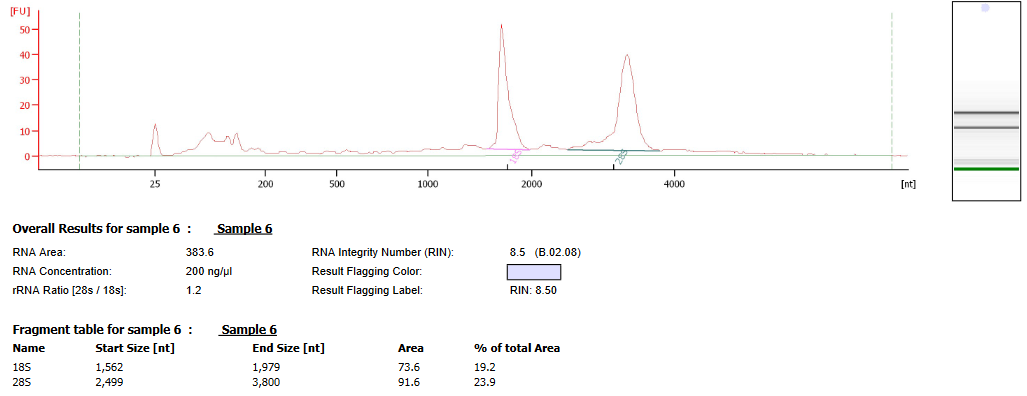 [FU]
50
40
30
20
10
0
18S
28S
25 200 500 1000 2000 4000 [nt]
Overall Results for sample 6 : Sample 6
RNA Area: 383.6 RNA Integrity Number (RIN): 8.5 (B.02.08)
RNA Concentration: 200 ng/µl Result Flagging Color:
rRNA Ratio [28s / 18s]: 1.2 Result Flagging Label: RIN: 8.50
Fragment table for sample 6 : Sample 6
Name Start Size [nt] End Size [nt] Area % of total Area
18S 1,562 1,979 73.6 19.2
28S 2,499 3,800 91.6 23.9